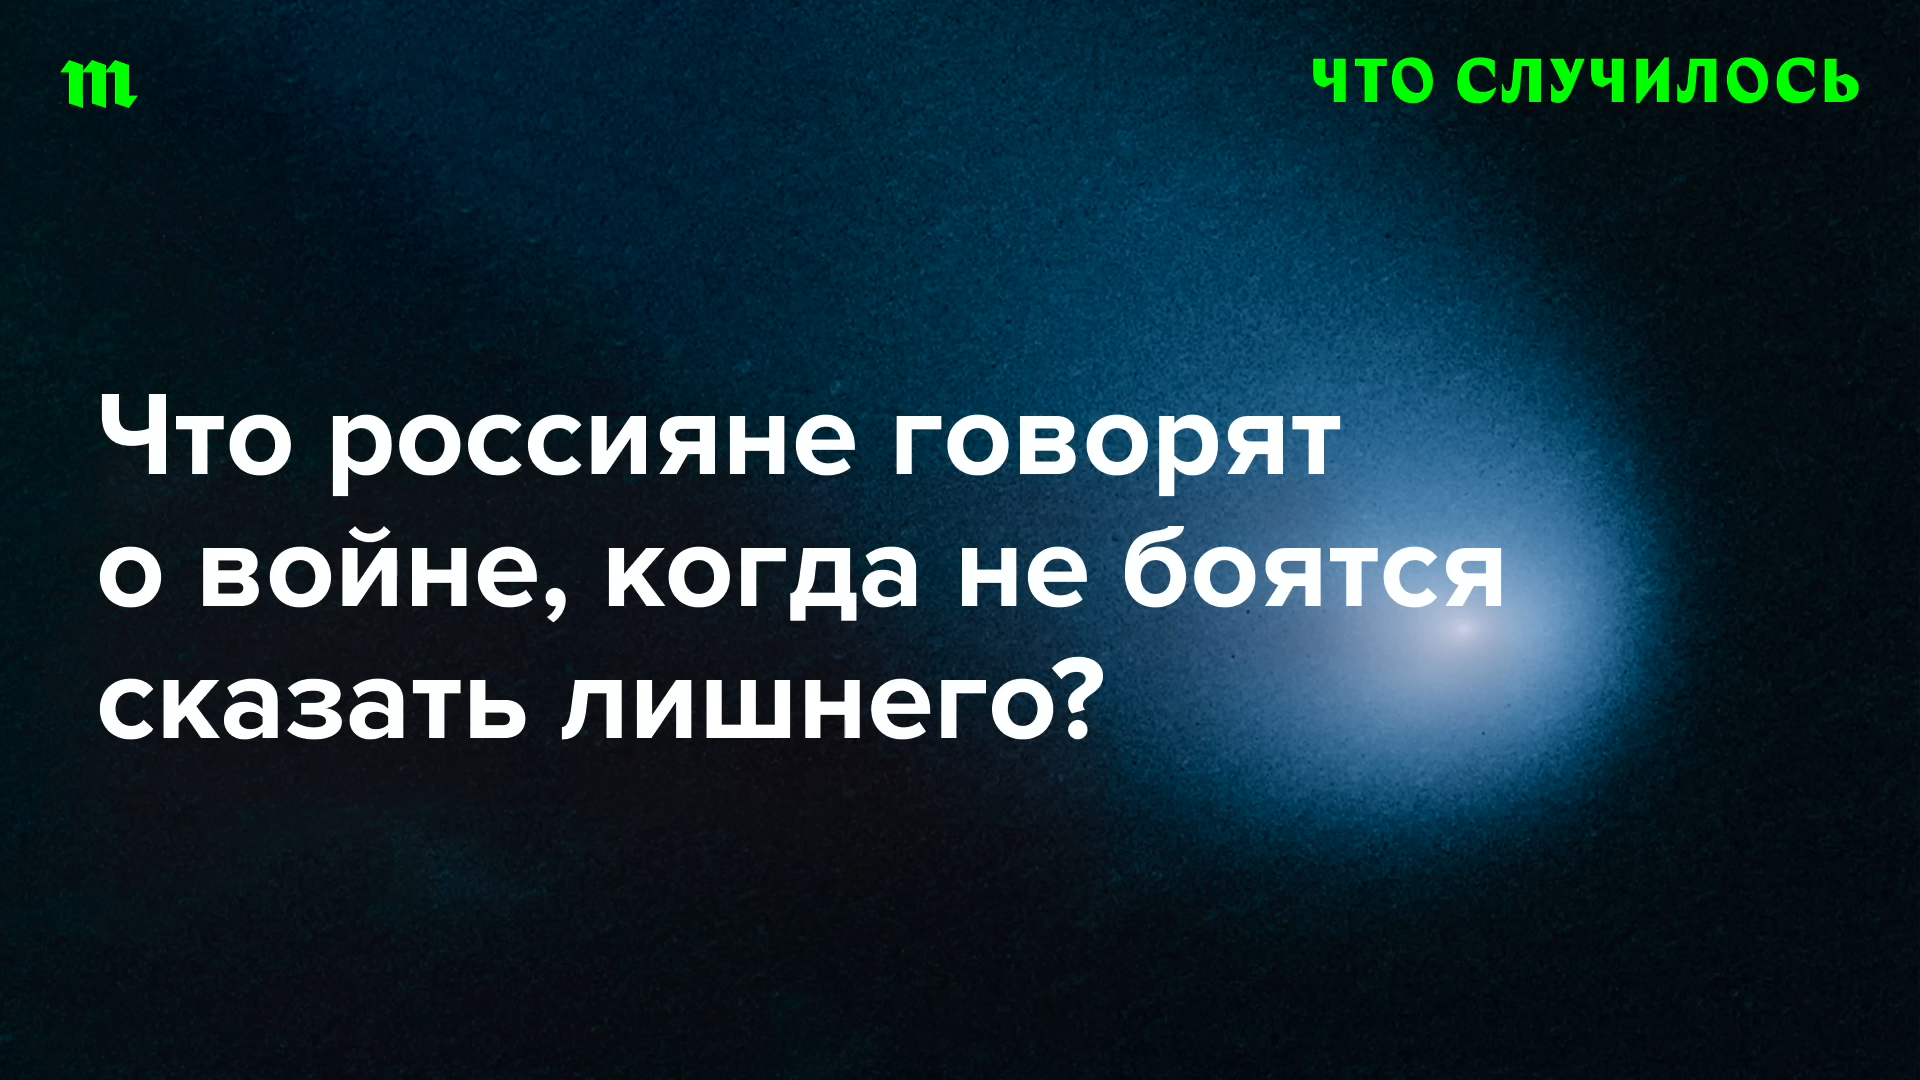 m
ЧТО СЛУЧИЛОСЬ
Что россияне говорят
о войне, когда не боятся
сказать лишнего?